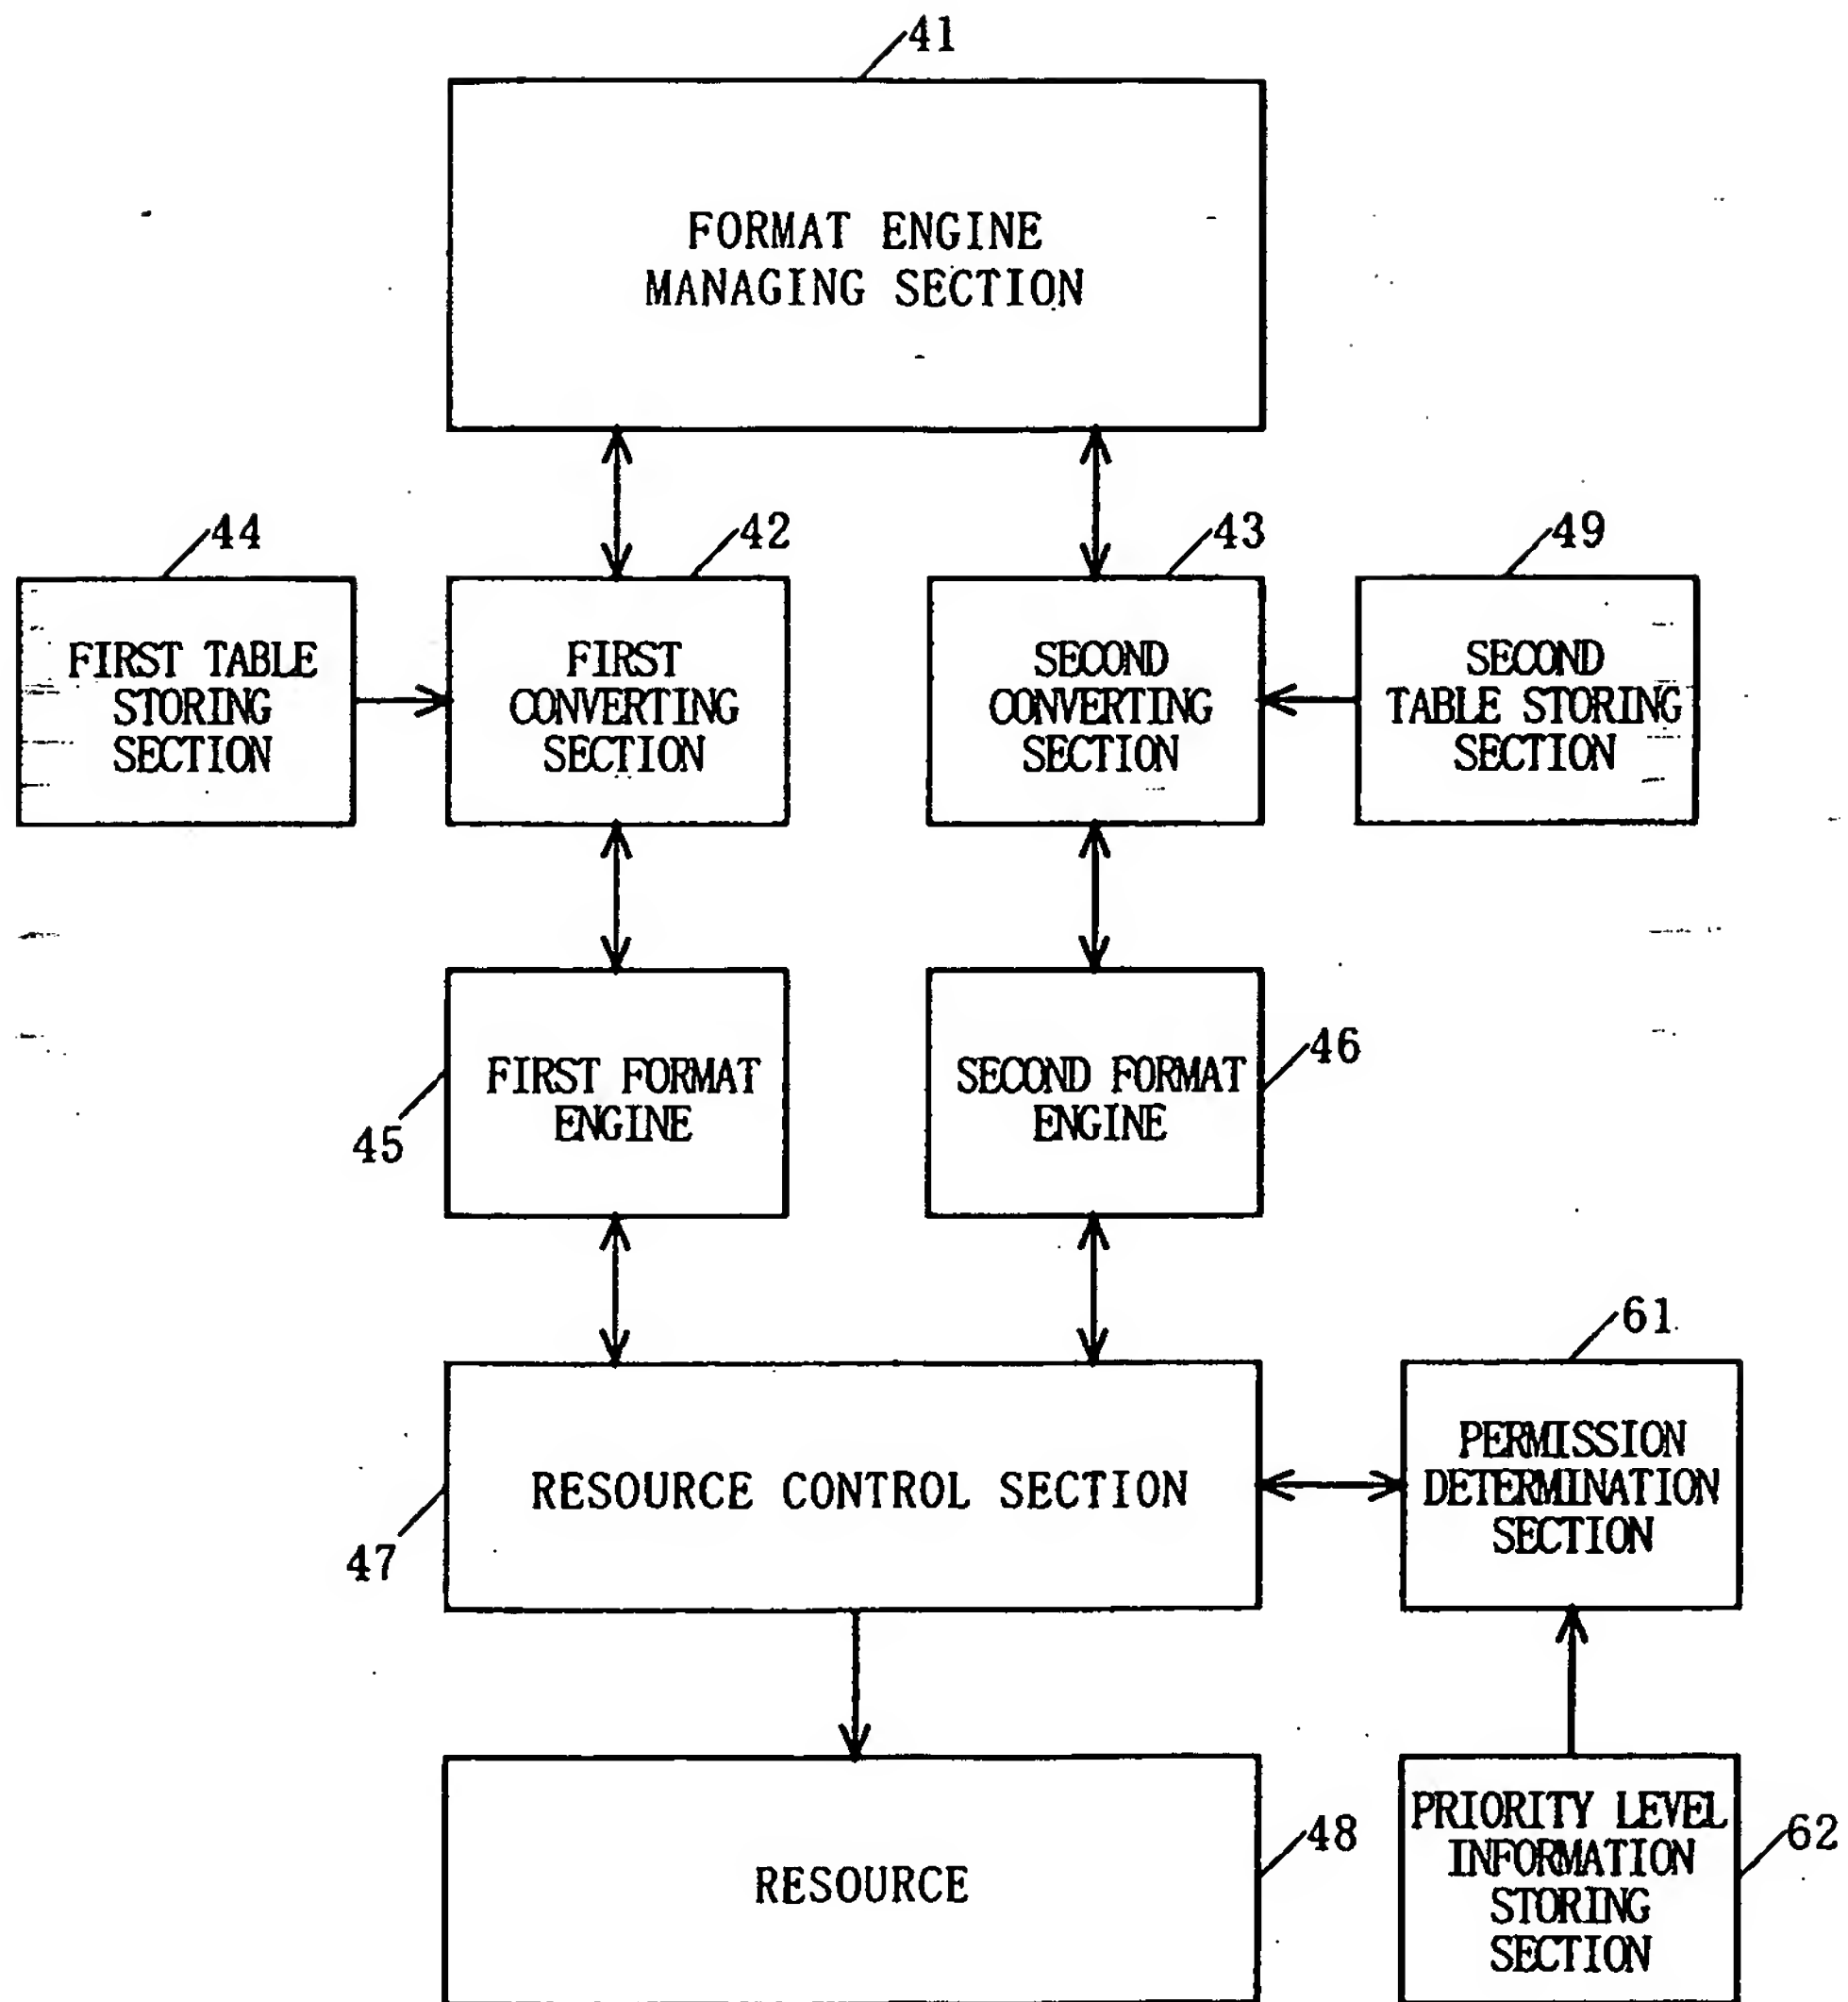 41
FORMAT ENGINE
MANAGING SECTION
44
42
43
49
FIRST TABLE
STORING
SECTION
FIRST
CONVERTING
SECTION
SECOND
CONVERTING
SECTION
SECOND
TABLE STORING
SECTION
FIRST FORMAT
ENGINE
45
SECOND FORMAT
ENGINE
46
61
RESOURCE CONTROL SECTION
47
PERMISSION
DETERMINATION
SECTION
RESOURCE
48
PRIORITY LEVEL
INFORMATION
STORING
SECTION
62